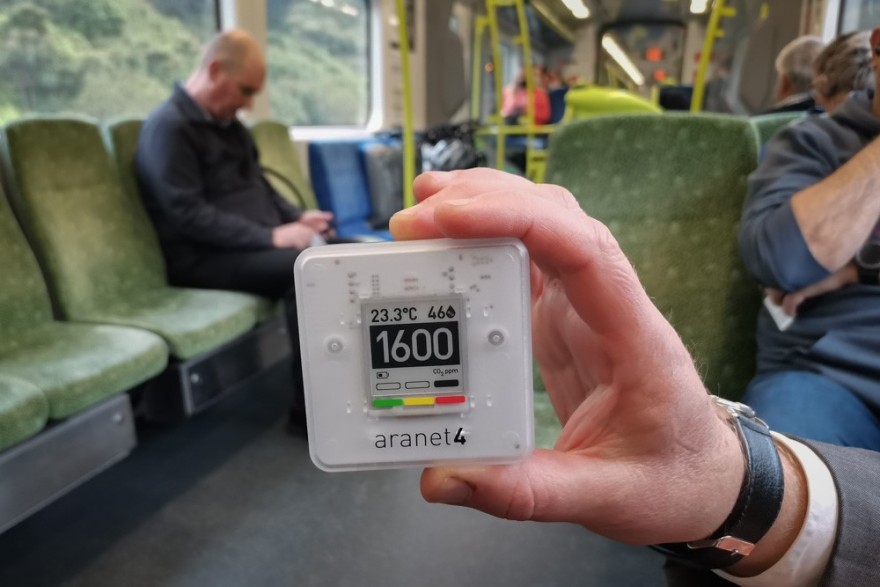 23.3°C 46
1600
CO₂ ppm
aranet4